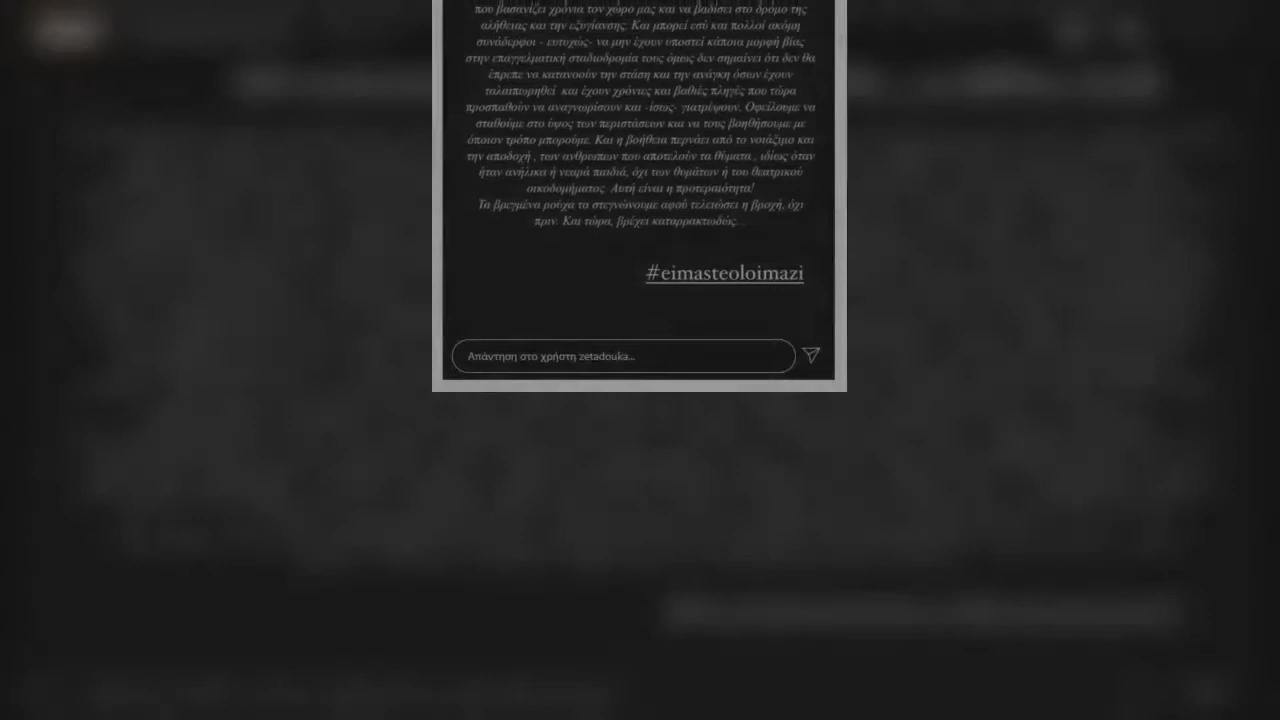 που βασανίζει χρόνια τον χώρο μας και να βαδίσει στο δρόμο της
αλήθειας και την εξυγίανσης. Και μπορεί εσύ και πολλοί ακόμη
συνάδερφοι - ευτυχώς- να μην έχουν υποστεί κάποια μορφή βίας
στην επαγγελματική σταδιοδρομία τους όμως δεν σημαίνει ότι δεν θα
έπρεπε να κατανοούν την στάση και την ανάγκη όσων έχουν
ταλαιπωρηθεί και έχουν χρόνιες και βαθιές πληγές που τώρα
προσπαθούν να αναγνωρίσουν και -ίσως- γιατρέψουν. Οφείλουμε να
σταθούμε στο ύψος των περιστάσεων και να τους βοηθήσουμε με
όποιον τρόπο μπορούμε. Και η βοήθεια περνάει από το νοιάξιμο και
την αποδοχή , των ανθρωπων που αποτελούν τα θύματα , ιδίως όταν
ήταν ανήλικα ή νεαρά παιδιά, όχι των θυμάτων ή του θεατρικού
οικοδομήματος. Αυτή είναι η προτεραιότητα!
Τα βρεγμένα ρούχα τα στεγνώνουμε αφού τελειώσει η βροχή, όχι
πριν. Και τώρα, βρέχει καταρρακτωδώς...
#eimasteoloimazi
Απάντηση στο χρήστη zetadouka...